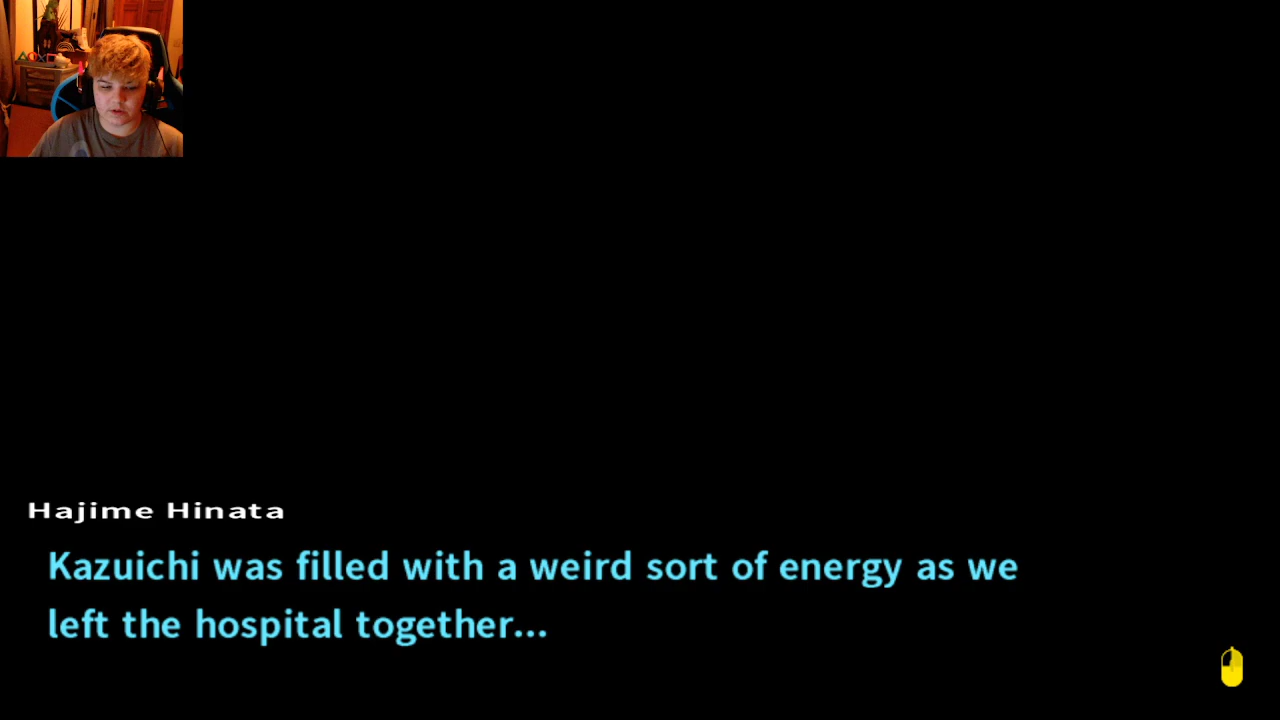 Hajime Hinata
Kazuichi was filled with a weird sort of energy as we
left the hospital together...